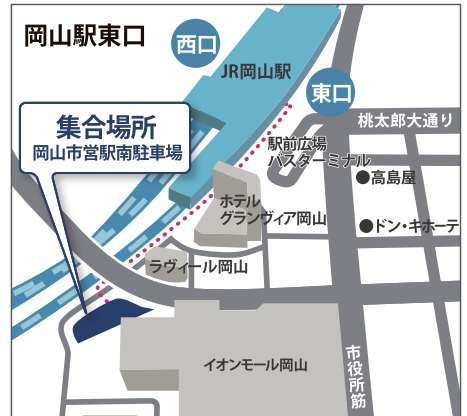 岡山駅東口
西口
JR岡山駅
東口
集合場所
岡山市営駅南駐車場
桃太郎大通り
駅前広場
バスターミナル
●高島屋
ホテル
グランヴィア岡山
●ドン・キホーテ
ラヴィール岡山
イオンモール岡山
市役所筋